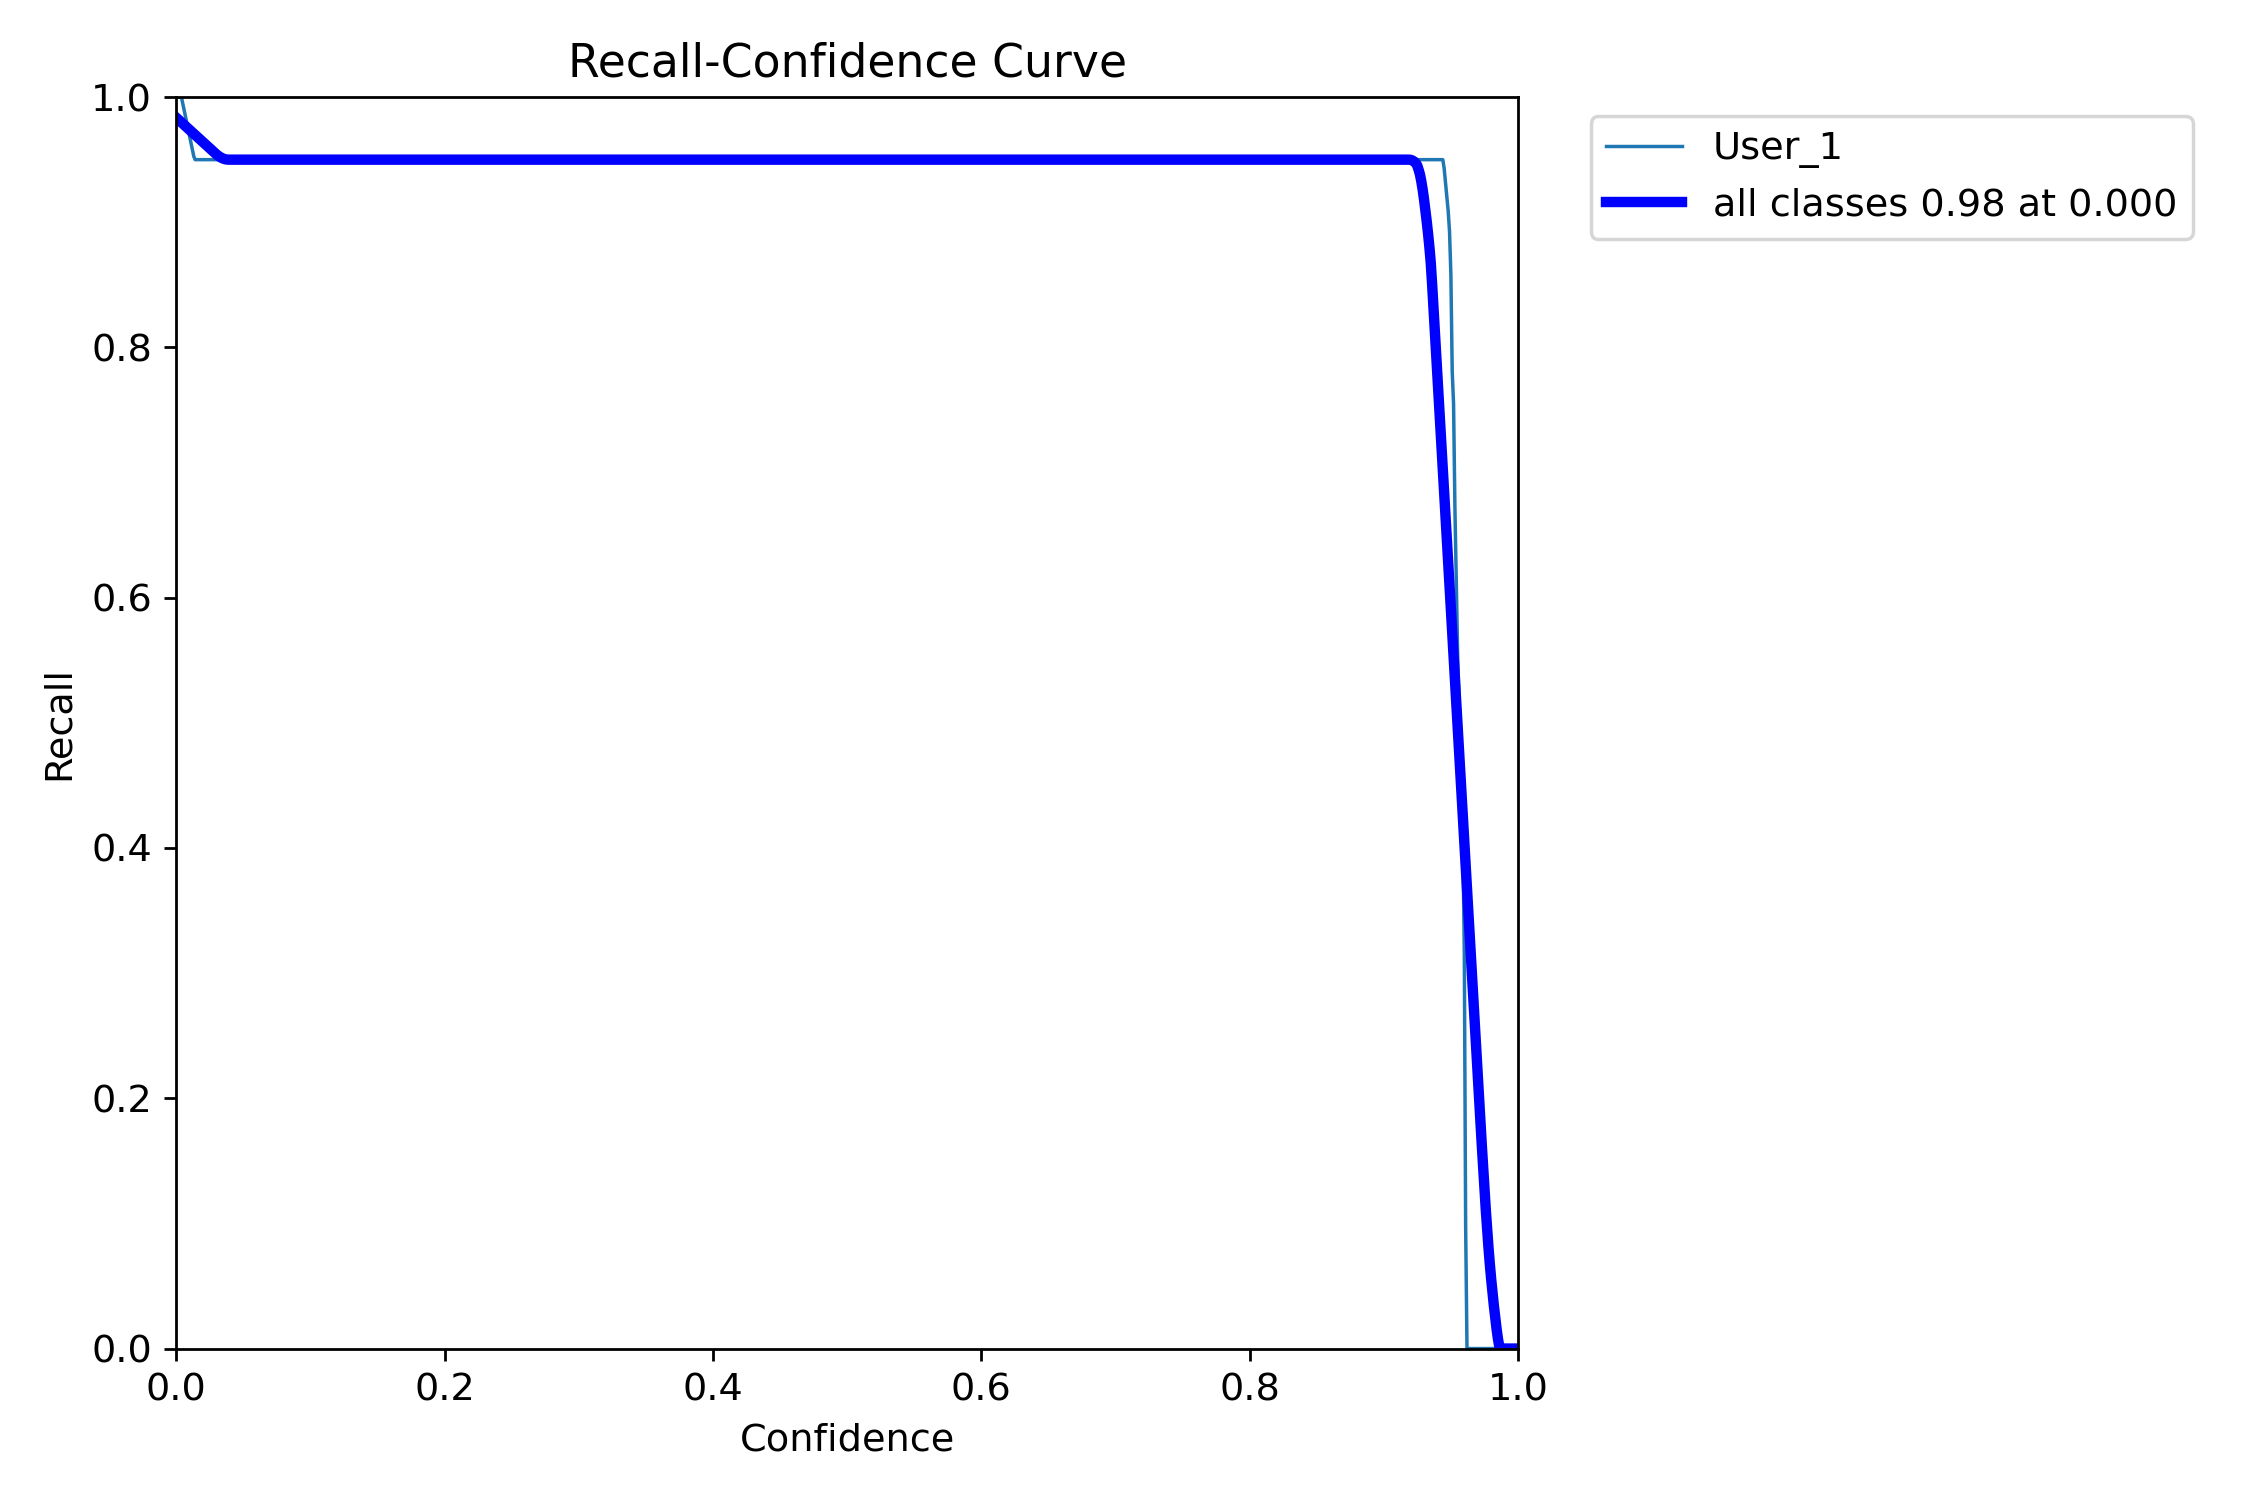 Recall-Confidence Curve
1.0
0.8
0.6
0.4
0.2
0.0
Recall
0.0 0.2 0.4 0.6 0.8 1.0
Confidence
User_1
all classes 0.98 at 0.000